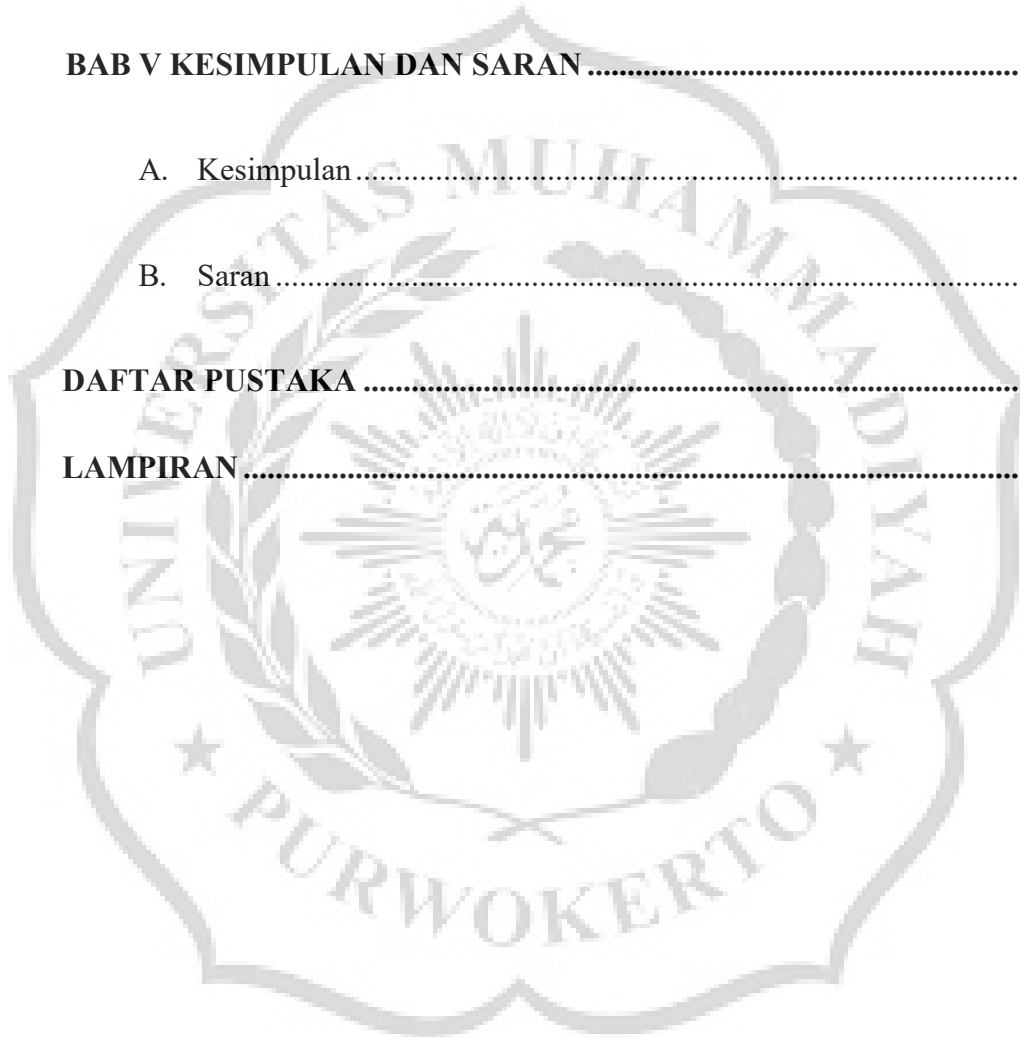 BAB V KESIMPULAN DAN SARAN ..........................................................
A. Kesimpulan ....................................................................................
B. Saran ..............................................................................................
DAFTAR PUSTAKA ....................................................................................
LAMPIRAN ..................................................................................................
UNIVERSITAS MUHAMMADIYAH
PURWOKERTO